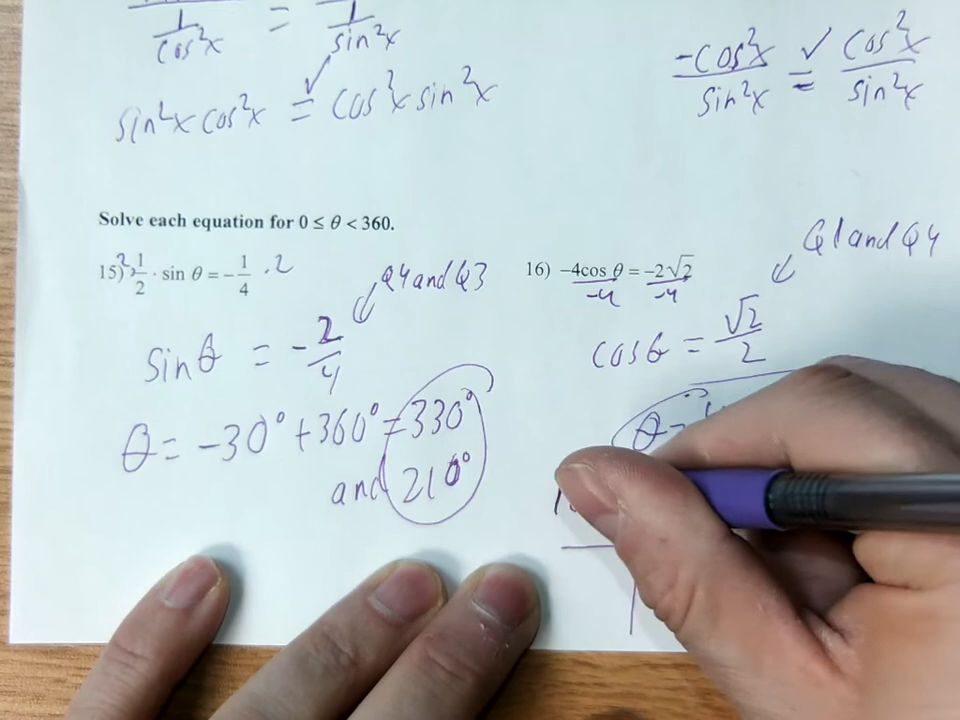 1/cos²x = 1/sin²x
sin²x cos²x = cos²x sin²x
-cos²x/sin²x = cos²x/sin²x
Solve each equation for 0 ≤ θ < 360.
15) 2·1/2 · sin θ = -1/4 ·2
Q4 and Q3
sinθ = -2/4
θ = -30° + 360° = 330°
and 210°
16) -4cos θ = -2√2
-4 -4
Q1 and Q4
cosθ = √2/2
θ =